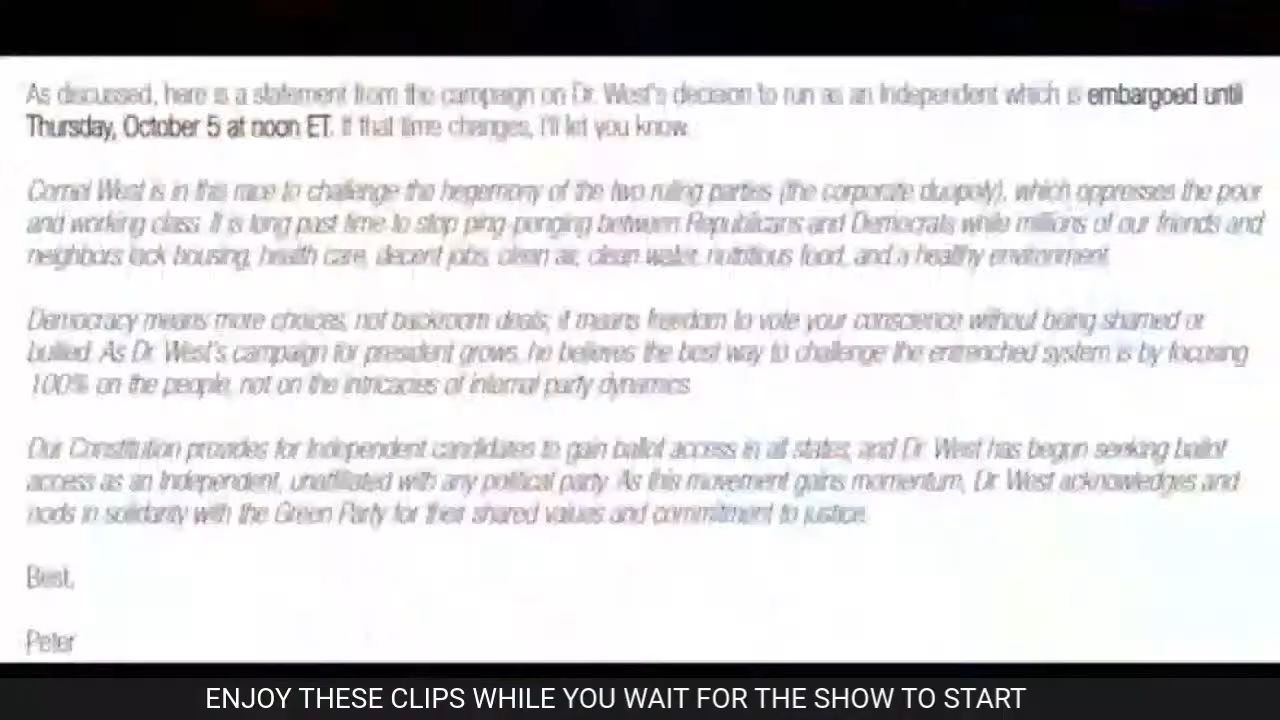 As discussed, here is a statement from the campaign on Dr. West's decision to run as an Independent which is embargoed until
Thursday, October 5 at noon ET. If that time changes, I'll let you know.
Cornel West is in this race to challenge the hegemony of the two ruling parties (the corporate duopoly), which oppresses the poor
and working class. It is long past time to stop ping-ponging between Republicans and Democrats while millions of our friends and
neighbors lack housing, health care, decent jobs, clean air, clean water, nutritious food, and a healthy environment.
Democracy means more choices, not backroom deals; it means freedom to vote your conscience without being shamed or
bullied. As Dr. West's campaign for president grows, he believes the best way to challenge the entrenched system is by focusing
100% on the people, not on the intricacies of internal party dynamics.
Our Constitution provides for Independent candidates to gain ballot access in all states, and Dr. West has begun seeking ballot
access as an Independent, unaffiliated with any political party. As this movement gains momentum, Dr. West acknowledges and
nods in solidarity with the Green Party for their shared values and commitment to justice.
Best,
Peter
ENJOY THESE CLIPS WHILE YOU WAIT FOR THE SHOW TO START